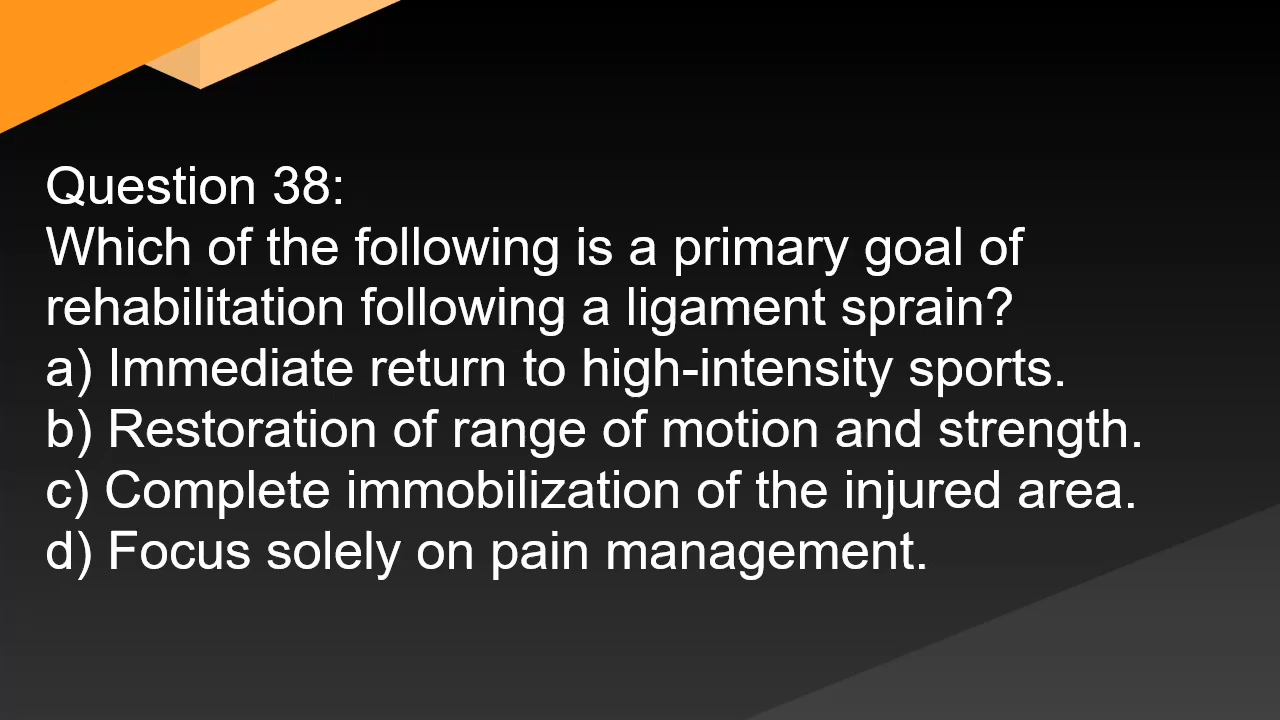 Question 38:
Which of the following is a primary goal of
rehabilitation following a ligament sprain?
a) Immediate return to high-intensity sports.
b) Restoration of range of motion and strength.
c) Complete immobilization of the injured area.
d) Focus solely on pain management.